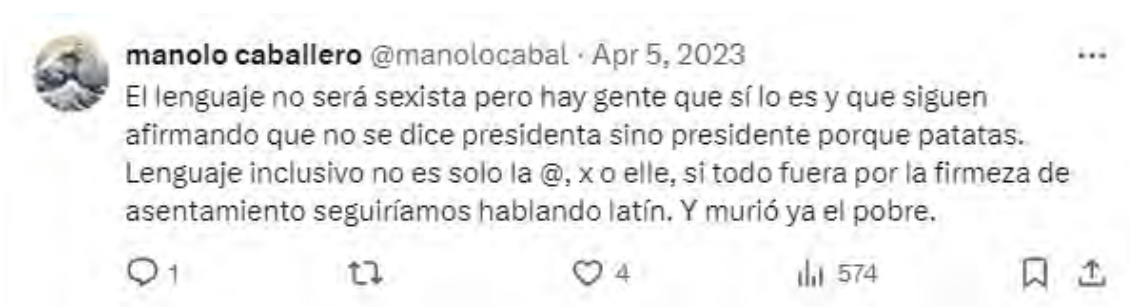 manolo caballero @manolocabal · Apr 5, 2023
El lenguaje no será sexista pero hay gente que sí lo es y que siguen
afirmando que no se dice presidenta sino presidente porque patatas.
Lenguaje inclusivo no es solo la @, x o elle, si todo fuera por la firmeza de
asentamiento seguiríamos hablando latín. Y murió ya el pobre.
1 4 574